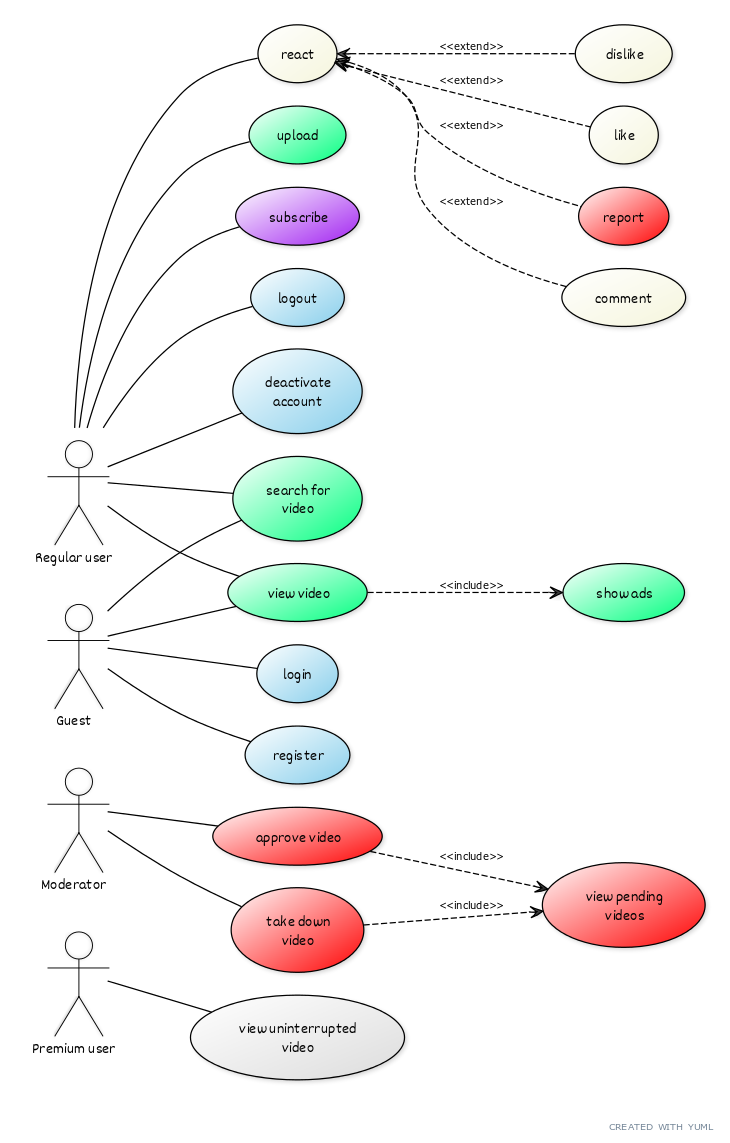 react
<<extend>>
dislike
<<extend>>
upload
like
<<extend>>
<<extend>>
subscribe
report
logout
comment
deactivate
account
search for
video
Regular user
view video
<<include>>
show ads
login
Guest
register
approve video
<<include>>
Moderator
view pending
videos
<<include>>
take down
video
view uninterrupted
video
Premium user
CREATED WITH YUML